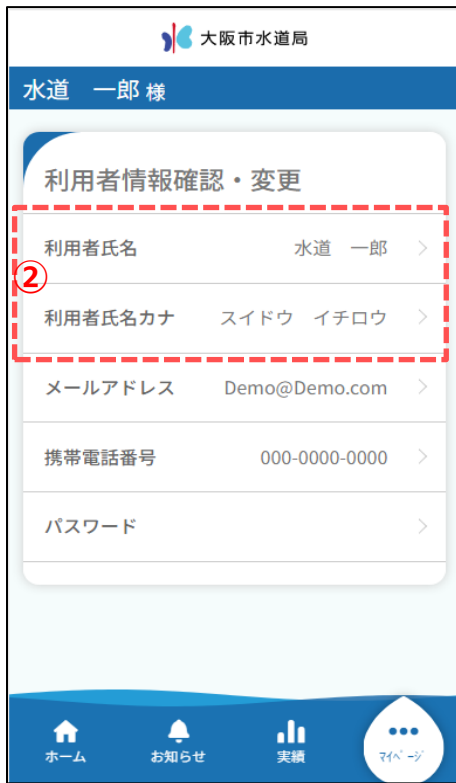 大阪市水道局
水道　一郎 様
利用者情報確認・変更
②
利用者氏名 水道　一郎
利用者氏名カナ スイドウ　イチロウ
メールアドレス Demo@Demo.com
携帯電話番号 000-0000-0000
パスワード
ホーム お知らせ 実績 ﾏｲﾍﾟｰｼﾞ